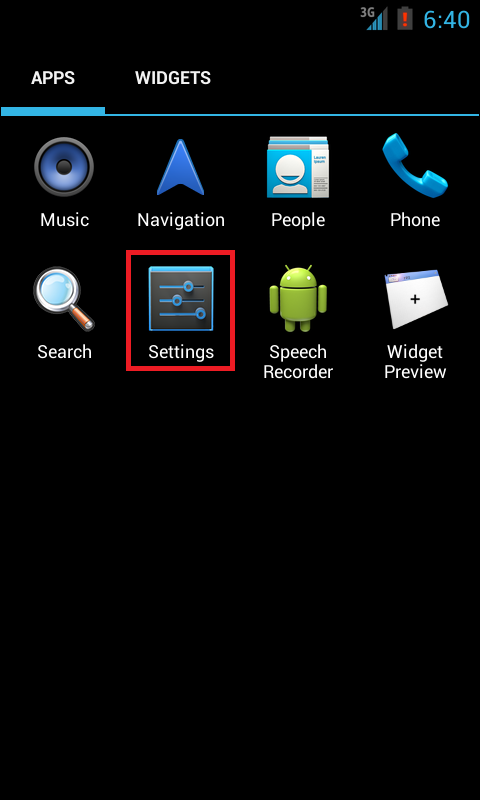 3G 6:40
APPS WIDGETS
Music Navigation People Phone
Search Settings Speech Recorder Widget Preview